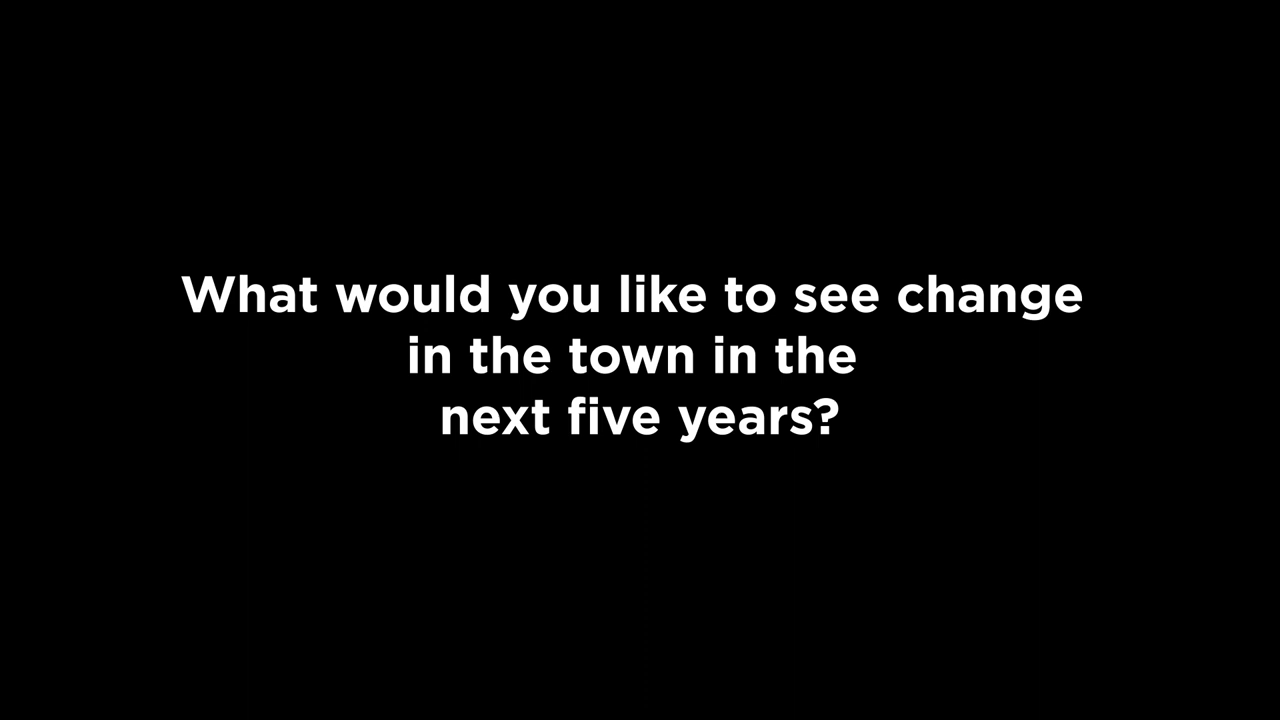 What would you like to see change
in the town in the
next five years?